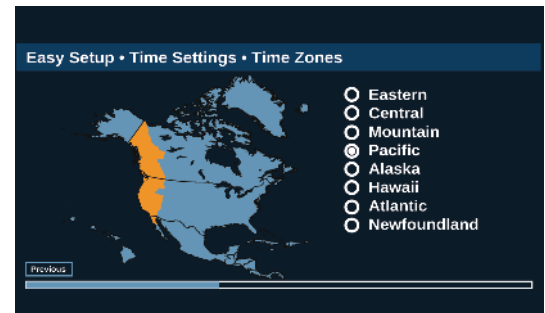 Easy Setup • Time Settings • Time Zones
Eastern
Central
Mountain
Pacific
Alaska
Hawaii
Atlantic
Newfoundland
Previous